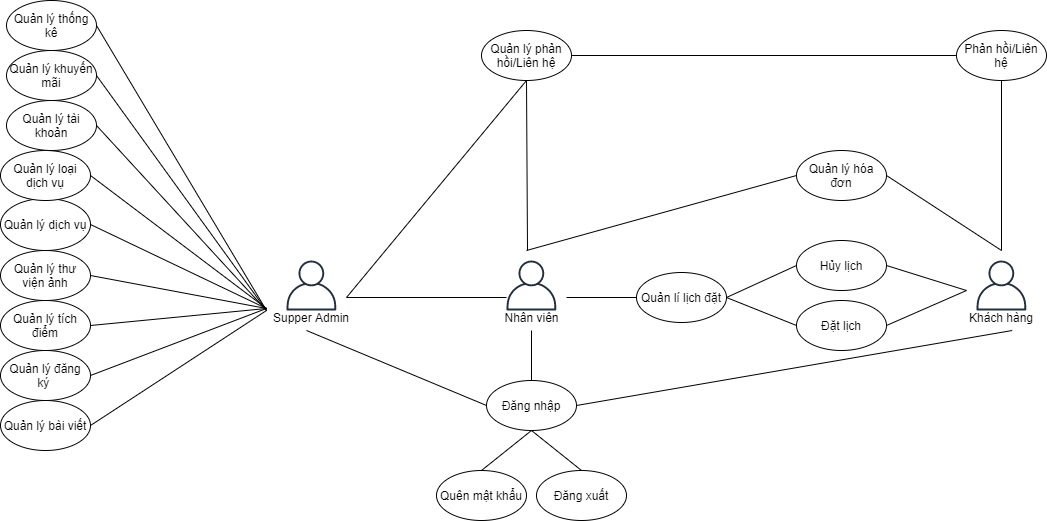 Quản lý thống
kê
Quản lý khuyến
mãi
Quản lý tài
khoản
Quản lý loại
dịch vụ
Quản lý dịch vụ
Quản lý thư
viện ảnh
Quản lý tích
điểm
Quản lý đăng
ký
Quản lý bài viết
Supper Admin
Quản lý phản
hồi/Liên hệ
Phản hồi/Liên
hệ
Quản lý hóa
đơn
Nhân viên
Quản lí lịch đặt
Hủy lịch
Đặt lịch
Khách hàng
Đăng nhập
Quên mật khẩu
Đăng xuất